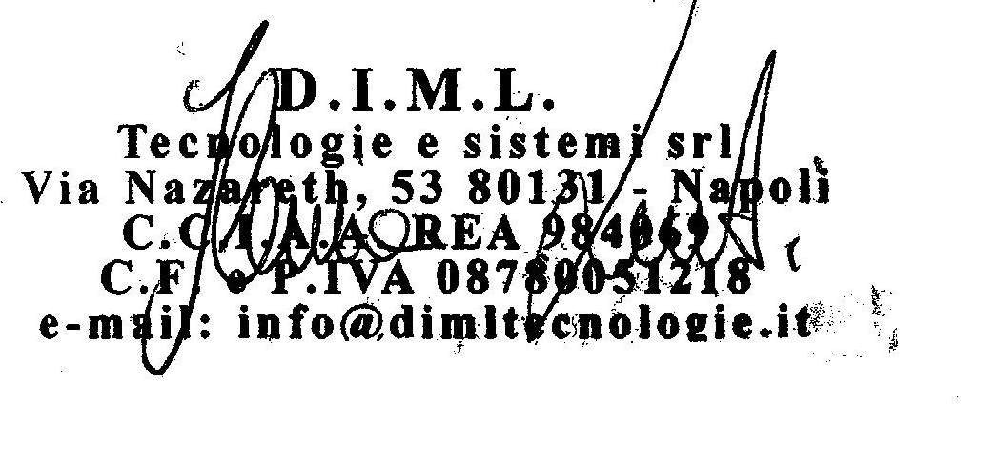 D.I.M.L.
Tecnologie e sistemi srl
Via Nazareth, 53 80131 - Napoli
C.C.I.A.A. REA 984069
C.F. e P.IVA 08780051218
e-mail: info@dimltecnologie.it